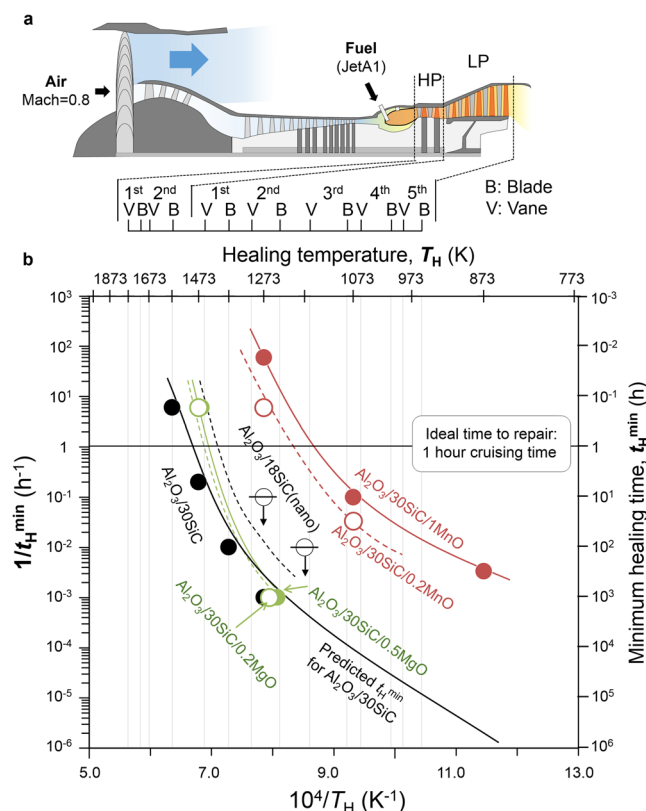 a
Air
Mach=0.8
Fuel
(JetA1)
HP
LP
1st 2nd 1st 2nd 3rd 4th 5th
V B V B V B V B V B V B V B
B: Blade
V: Vane
b
Healing temperature, TH (K)
1873 1673 1473 1273 1073 973 873 773
10³ 10² 10¹ 1 10⁻¹ 10⁻² 10⁻³ 10⁻⁴ 10⁻⁵ 10⁻⁶
1/tHmin (h⁻¹)
10⁻³ 10⁻² 10⁻¹ 1 10¹ 10² 10³ 10⁴ 10⁵ 10⁶
Minimum healing time, tHmin (h)
Ideal time to repair:
1 hour cruising time
Al₂O₃/30SiC
Al₂O₃/18SiC(nano)
Al₂O₃/30SiC/1MnO
Al₂O₃/30SiC/0.2MnO
Al₂O₃/30SiC/0.2MgO
Al₂O₃/30SiC/0.5MgO
Predicted tHmin
for Al₂O₃/30SiC
5.0 7.0 9.0 11.0 13.0
10⁴/TH (K⁻¹)